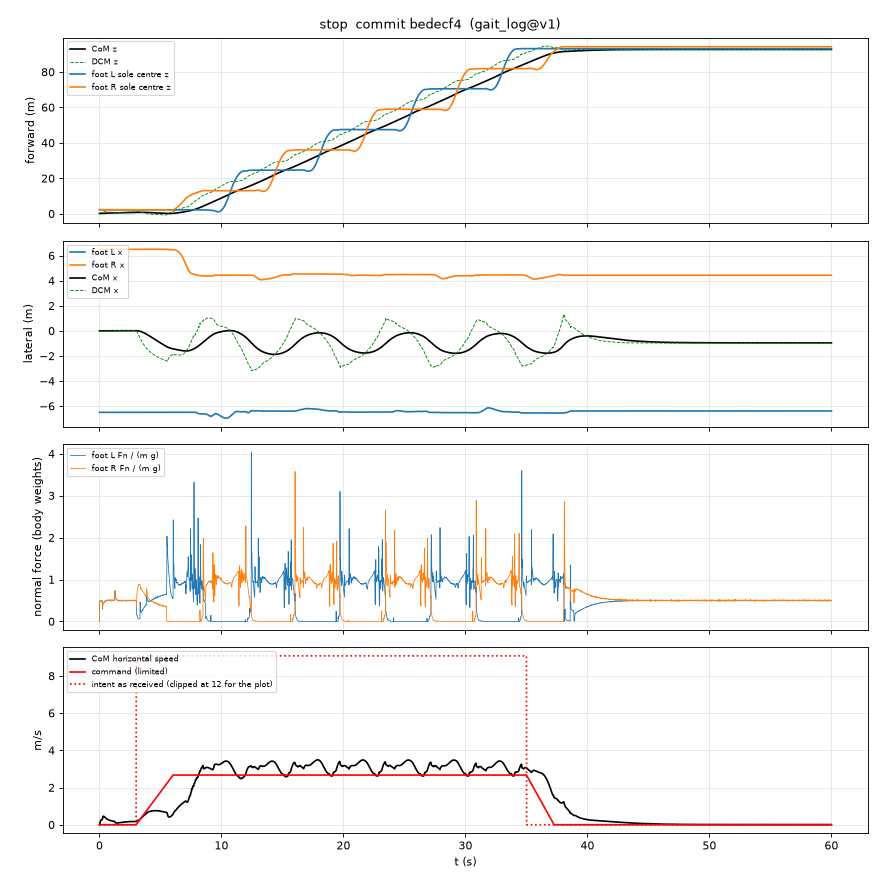 stop  commit bedecf4  (gait_log@v1)
CoM z
DCM z
foot L sole centre z
foot R sole centre z
forward (m)
80
60
40
20
0
foot L x
foot R x
CoM x
DCM x
lateral (m)
6
4
2
0
−2
−4
−6
foot L Fn / (m g)
foot R Fn / (m g)
normal force (body weights)
4
3
2
1
0
CoM horizontal speed
command (limited)
intent as received (clipped at 12 for the plot)
m/s
8
6
4
2
0
0 10 20 30 40 50 60
t (s)